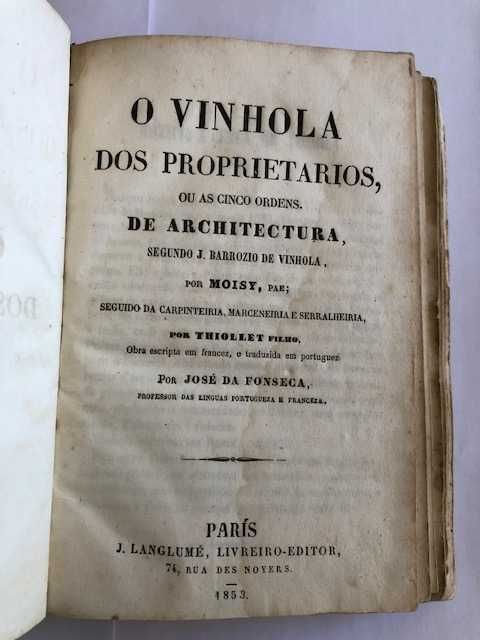 O VINHOLA
DOS PROPRIETARIOS,
OU AS CINCO ORDENS.
DE ARCHITECTURA,
SEGUNDO J. BARROZIO DE VINHOLA,
POR MOISY, PAE;
SEGUIDO DA CARPINTEIRIA, MARCENEIRIA E SERRALHEIRIA,
POR THIOLLET FILHO.
Obra escripta em francez, e traduzida em portuguez
POR JOSÉ DA FONSECA,
PROFESSOR DAS LINGUAS PORTOGUEZA E FRANCEZA,
PARÍS
J. LANGLUMÉ, LIVREIRO-EDITOR,
74, RUA DES NOYERS.
1853.